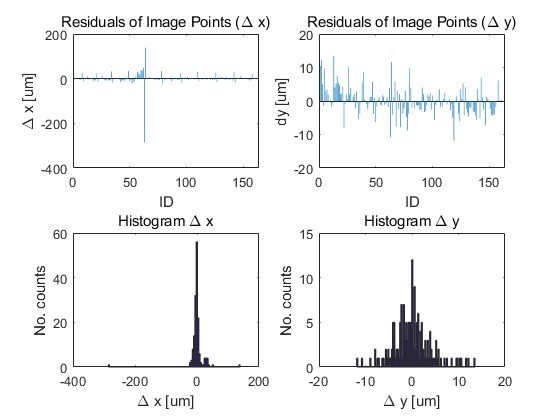 Residuals of Image Points (Δ x)
Residuals of Image Points (Δ y)
200
0
-200
-400
Δ x [um]
0
50
100
150
ID
20
10
0
-10
-20
dy [um]
0
50
100
150
ID
Histogram Δ x
Histogram Δ y
60
40
20
0
No. counts
-400
-200
0
200
Δ x [um]
15
10
5
0
No. counts
-20
-10
0
10
20
Δ y [um]